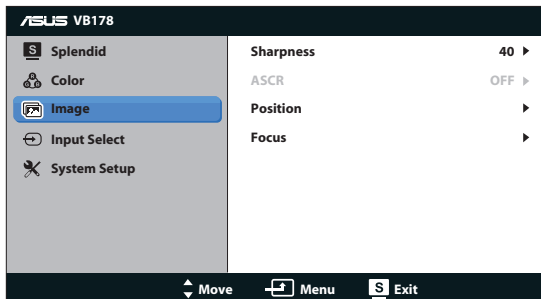 ASUS VB178
S Splendid
Color
Image
Input Select
System Setup
Sharpness 40
ASCR OFF
Position
Focus
Move Menu S Exit